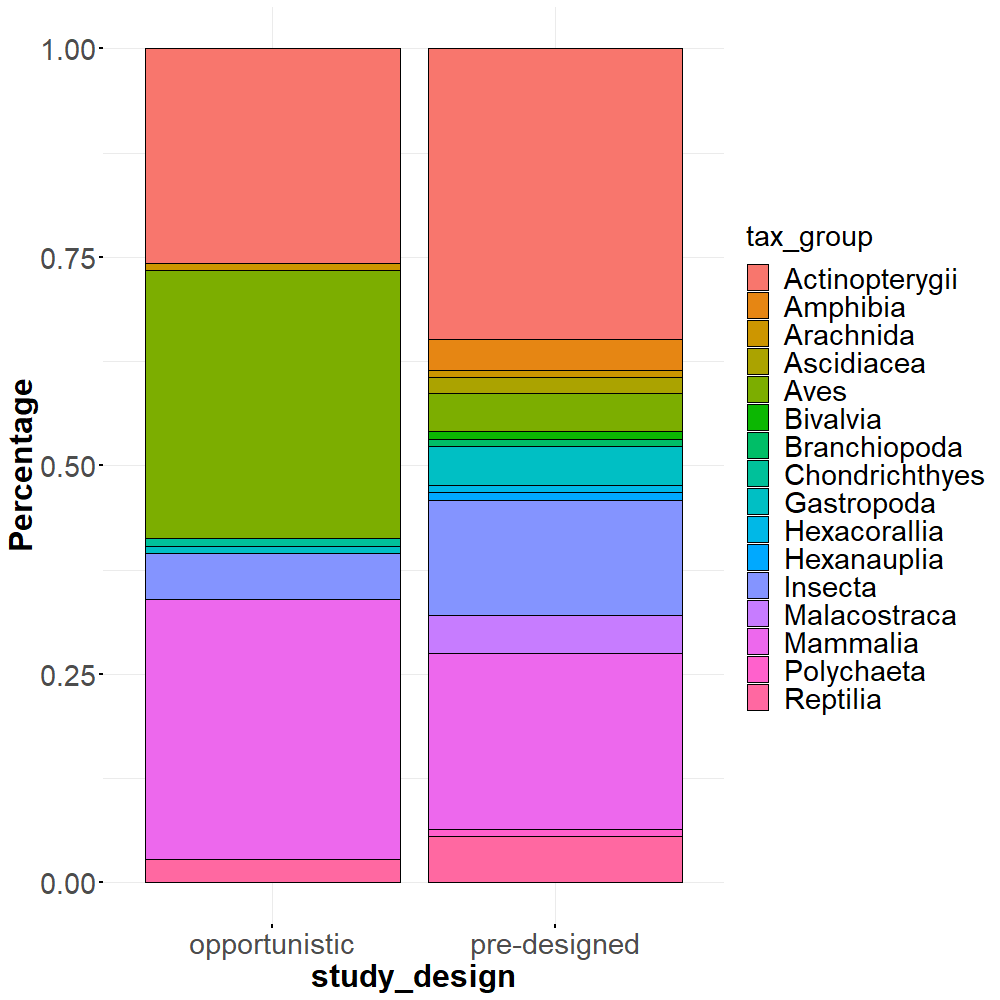 Percentage
1.00
0.75
0.50
0.25
0.00
opportunistic
pre-designed
study_design
tax_group
Actinopterygii
Amphibia
Arachnida
Ascidiacea
Aves
Bivalvia
Branchiopoda
Chondrichthyes
Gastropoda
Hexacorallia
Hexanauplia
Insecta
Malacostraca
Mammalia
Polychaeta
Reptilia